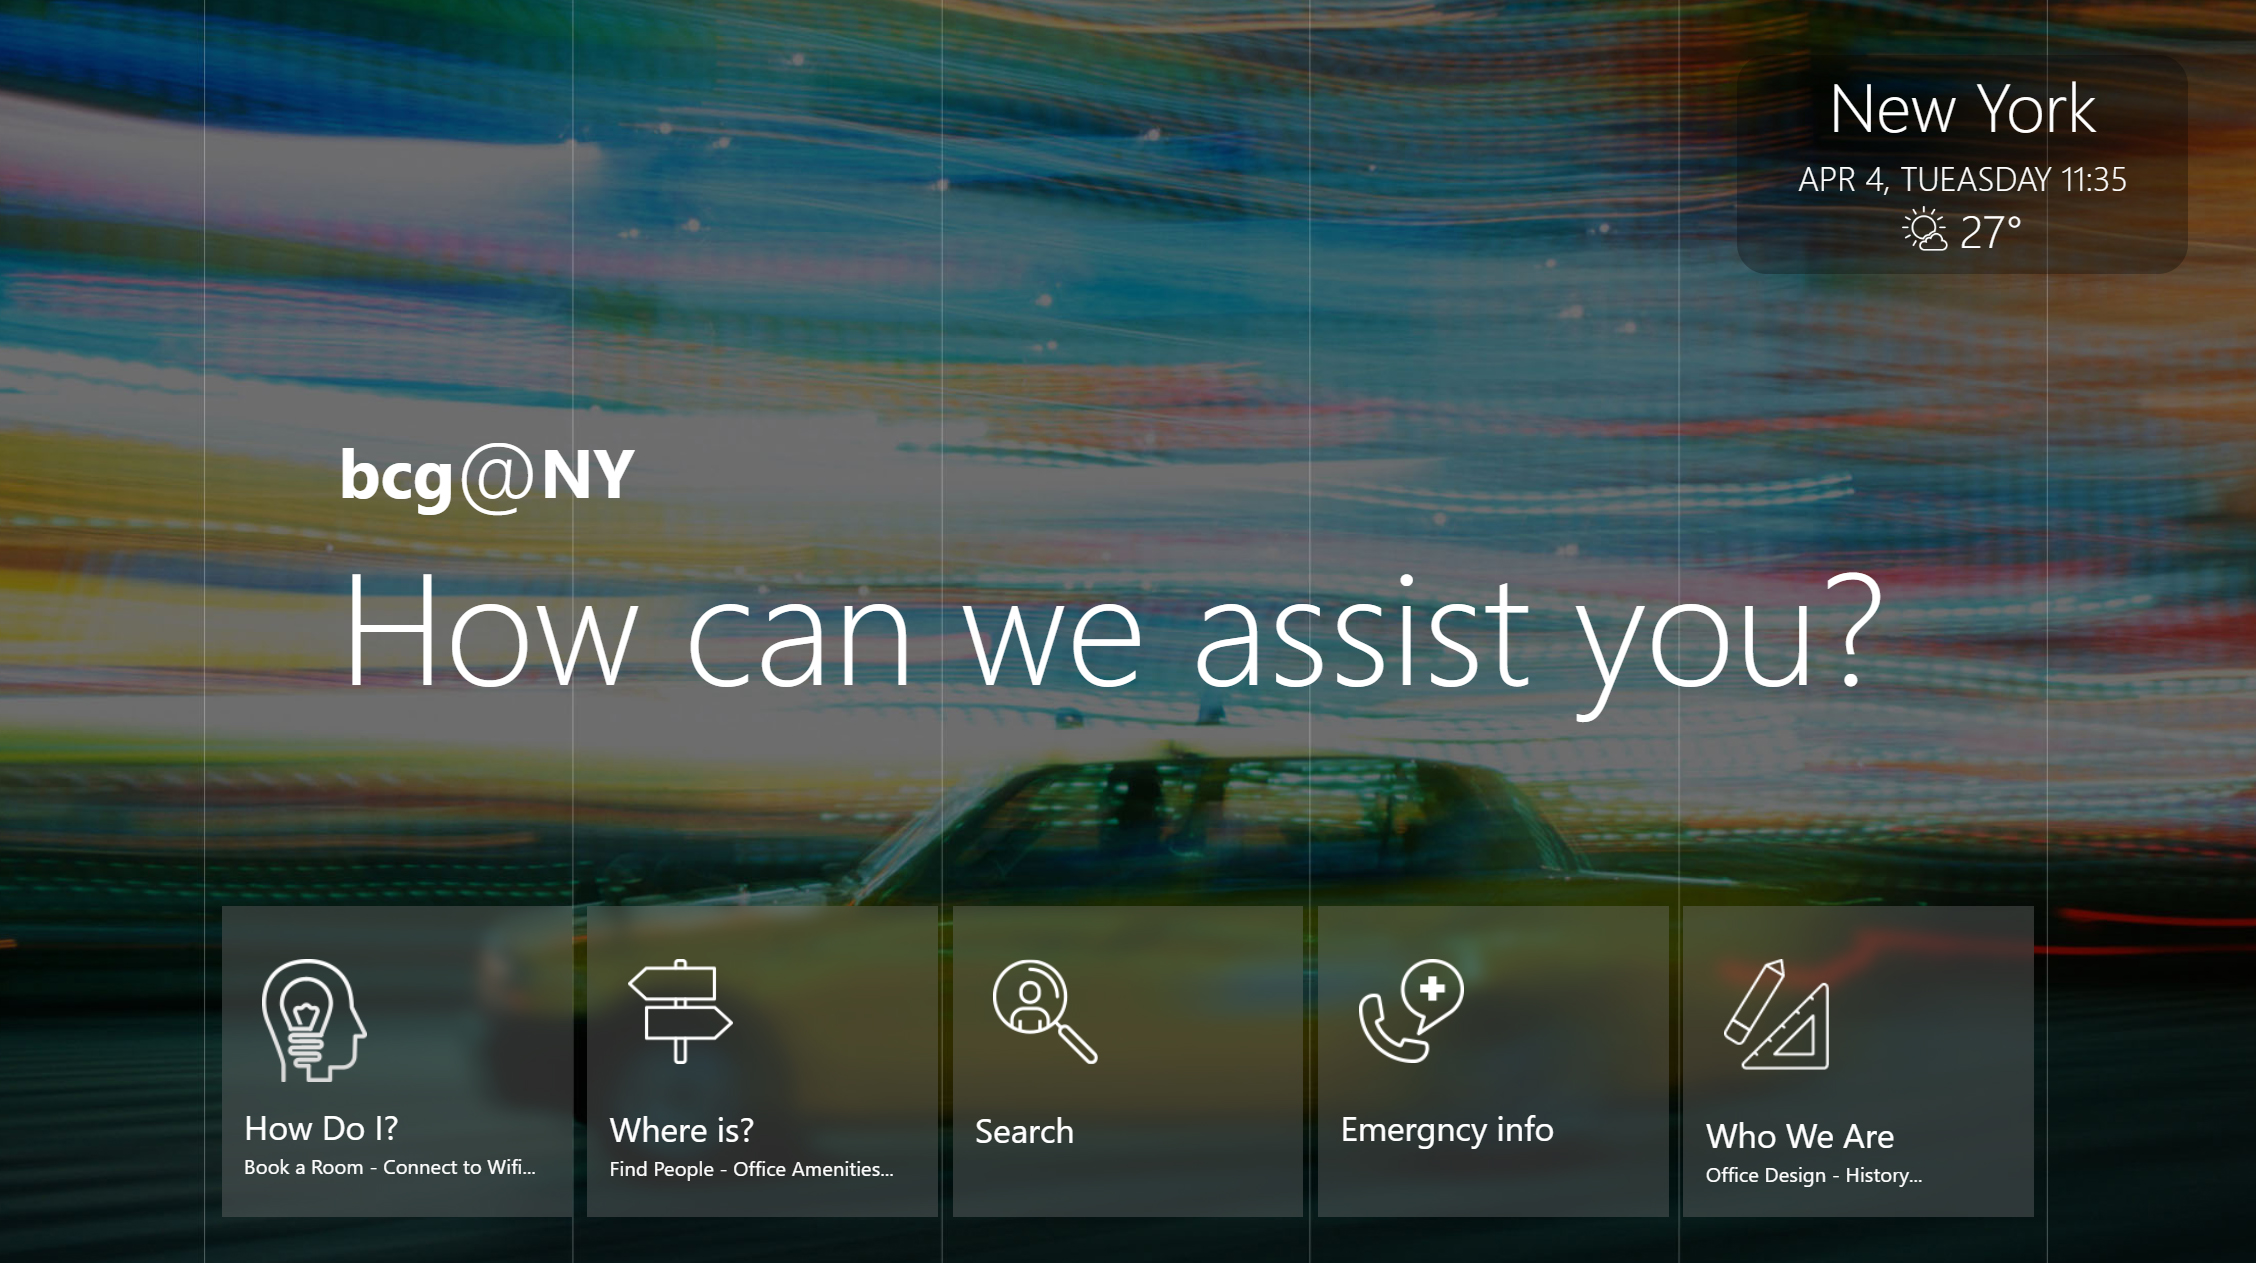 New York
APR 4, TUEASDAY 11:35
27°
bcg@NY
How can we assist you?
How Do I?
Book a Room - Connect to Wifi...
Where is?
Find People - Office Amenities...
Search
Emergncy info
Who We Are
Office Design - History...